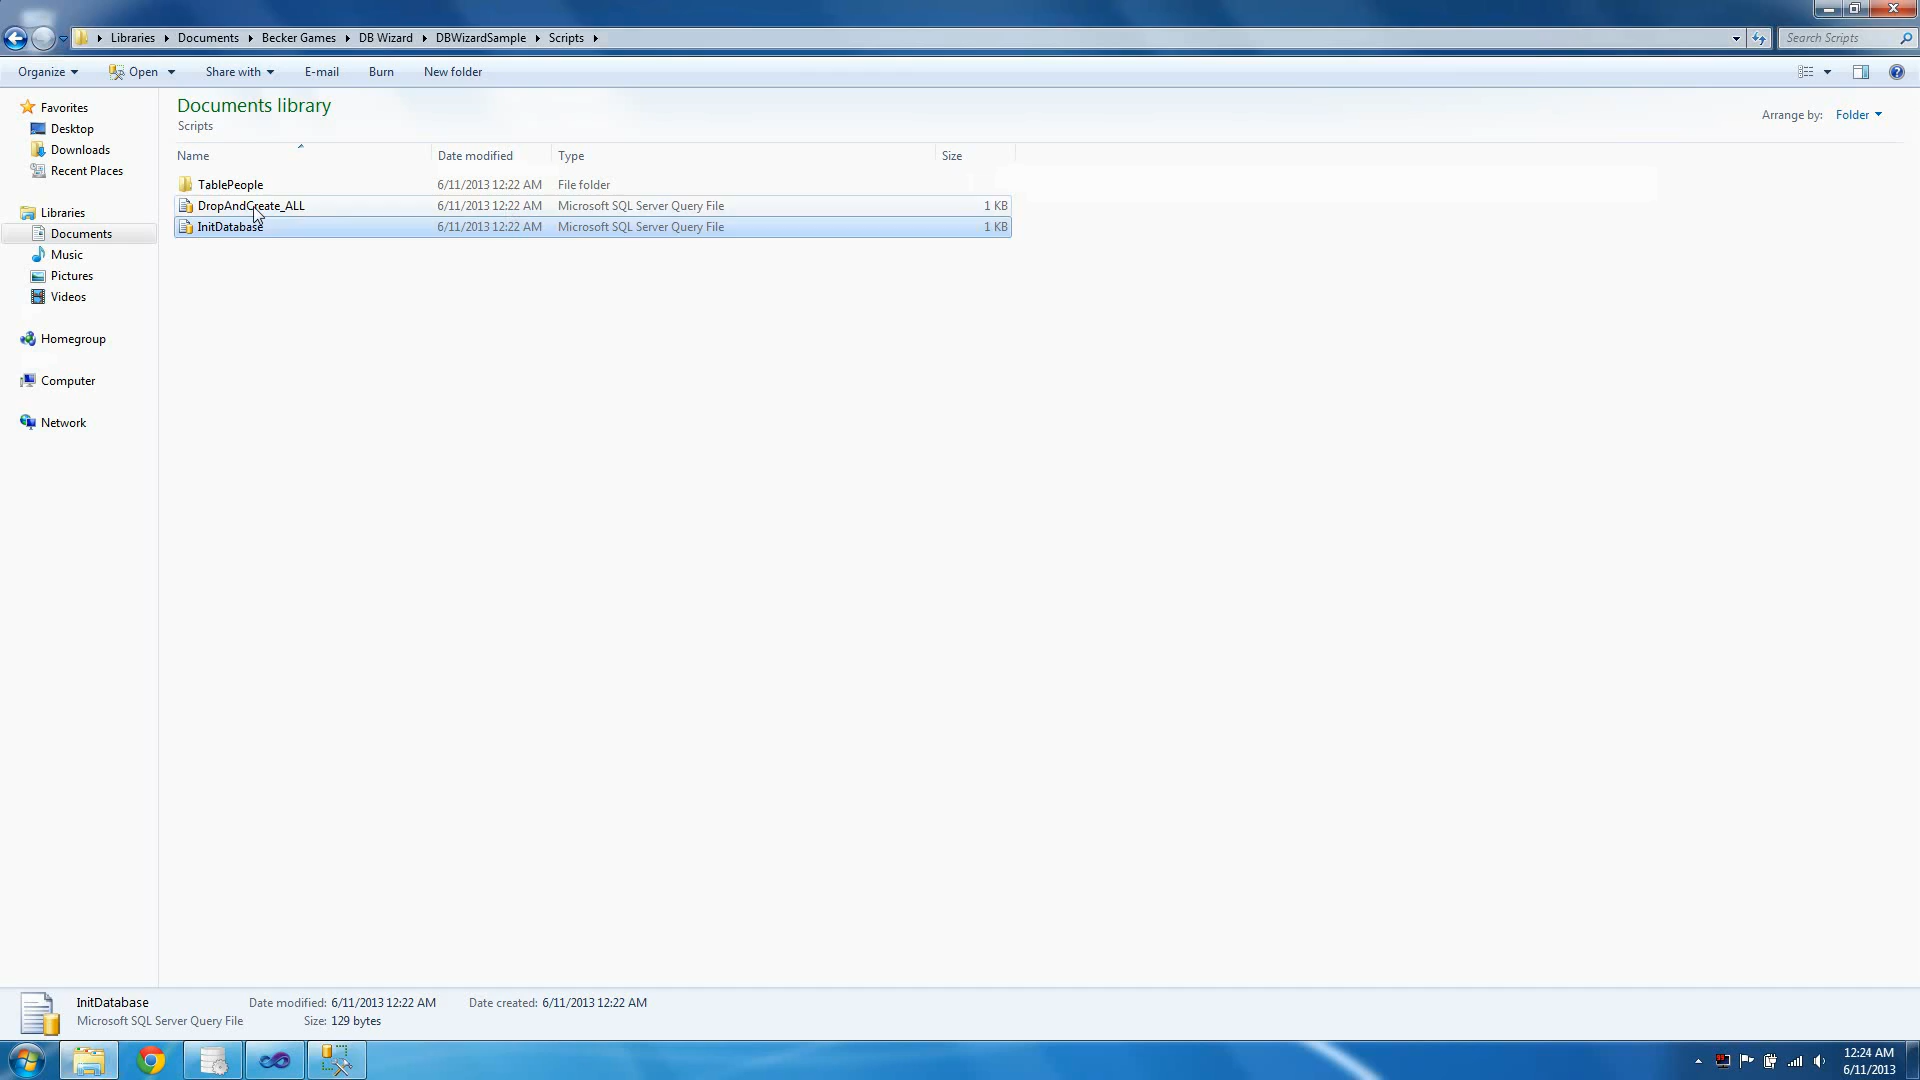 Libraries Documents Becker Games DB Wizard DBWizardSample Scripts Search Scripts
Organize Open Share with E-mail Burn New folder
Favorites
Desktop
Downloads
Recent Places
Libraries
Documents
Music
Pictures
Videos
Homegroup
Computer
Network
Documents library
Scripts
Arrange by: Folder
Name Date modified Type Size
TablePeople 6/11/2013 12:22 AM File folder
DropAndCreate_ALL 6/11/2013 12:22 AM Microsoft SQL Server Query File 1 KB
InitDatabase 6/11/2013 12:22 AM Microsoft SQL Server Query File 1 KB
InitDatabase Date modified: 6/11/2013 12:22 AM Date created: 6/11/2013 12:22 AM
Microsoft SQL Server Query File Size: 129 bytes
12:24 AM
6/11/2013